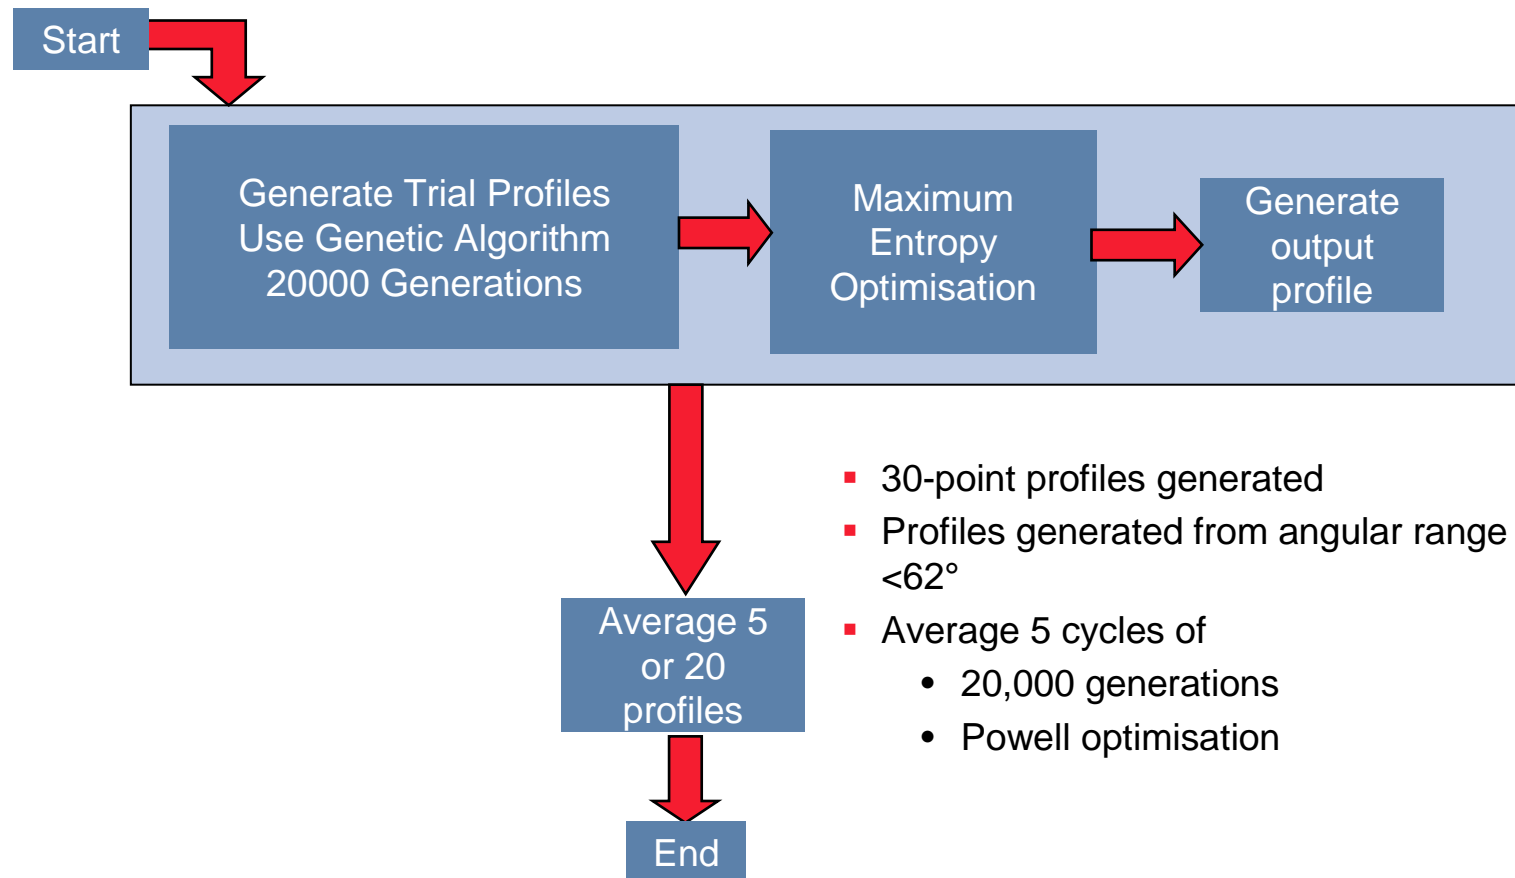 Start
Generate Trial Profiles
Use Genetic Algorithm
20000 Generations
Maximum
Entropy
Optimisation
Generate
output
profile
Average 5
or 20
profiles
End
30-point profiles generated
Profiles generated from angular range
<62°
Average 5 cycles of
20,000 generations
Powell optimisation